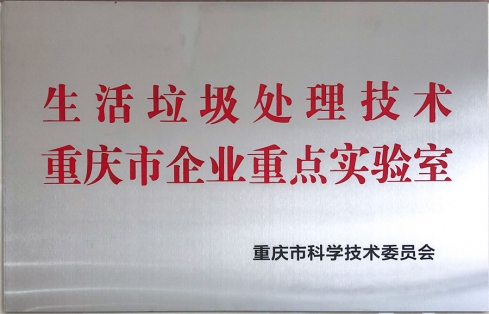 生活垃圾处理技术
重庆市企业重点实验室
重庆市科学技术委员会